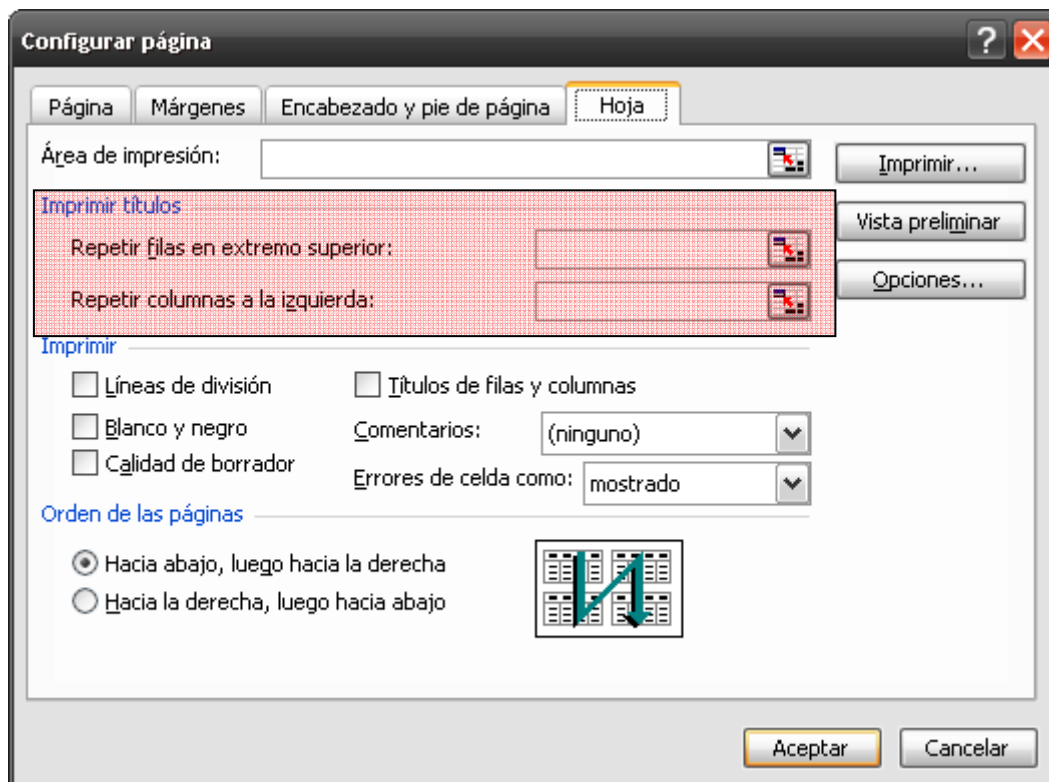 Configurar página
Página Márgenes Encabezado y pie de página Hoja
Área de impresión: Imprimir...
Imprimir títulos
Vista preliminar
Repetir filas en extremo superior:
Opciones...
Repetir columnas a la izquierda:
Imprimir
Líneas de división Títulos de filas y columnas
Blanco y negro Comentarios: (ninguno)
Calidad de borrador Errores de celda como: mostrado
Orden de las páginas
Hacia abajo, luego hacia la derecha
Hacia la derecha, luego hacia abajo
Aceptar Cancelar